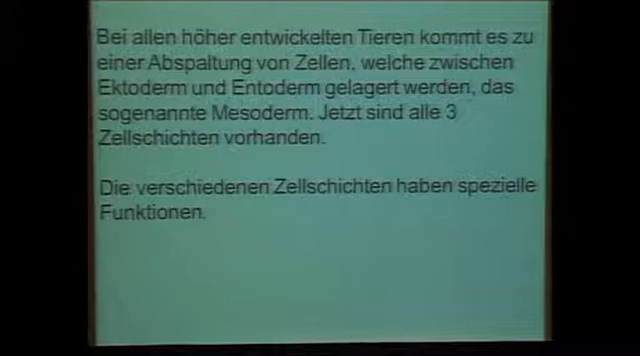 Bei allen höher entwickelten Tieren kommt es zu
einer Abspaltung von Zellen, welche zwischen
Ektoderm und Entoderm gelagert werden, das
sogenannte Mesoderm. Jetzt sind alle 3
Zellschichten vorhanden.
Die verschiedenen Zellschichten haben spezielle
Funktionen.